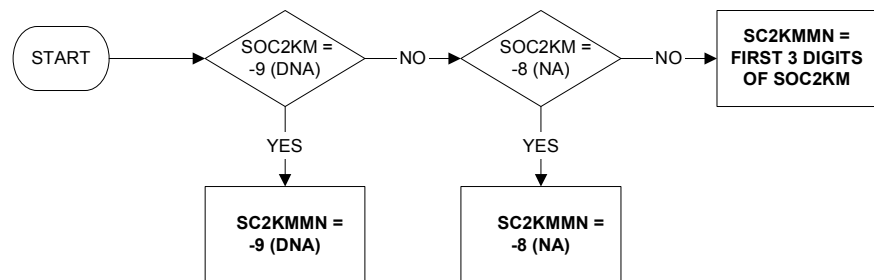 START
SOC2KM =
-9 (DNA)
NO
SOC2KM =
-8 (NA)
NO
SC2KMMN =
FIRST 3 DIGITS
OF SOC2KM
YES
YES
SC2KMMN =
-9 (DNA)
SC2KMMN =
-8 (NA)